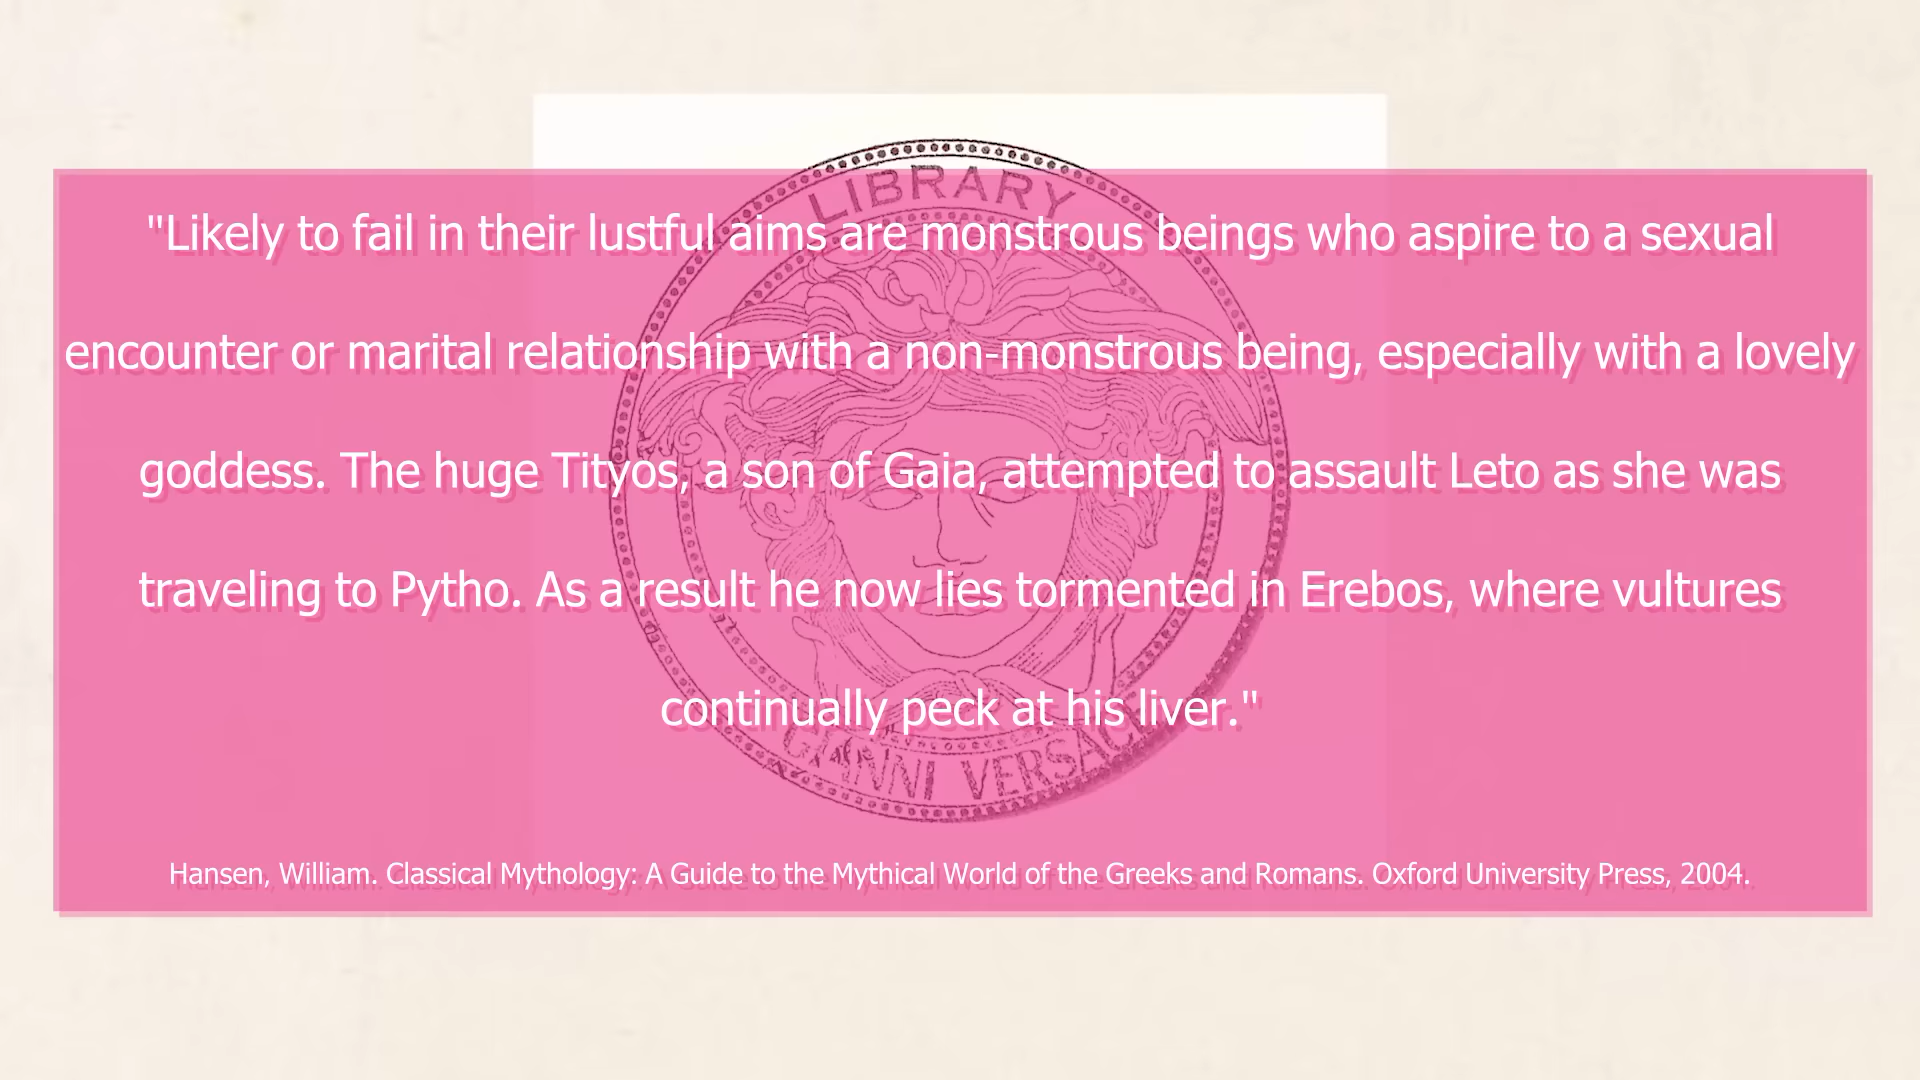 LIBRARY
"Likely to fail in their lustful aims are monstrous beings who aspire to a sexual
encounter or marital relationship with a non-monstrous being, especially with a lovely
goddess. The huge Tityos, a son of Gaia, attempted to assault Leto as she was
traveling to Pytho. As a result he now lies tormented in Erebos, where vultures
continually peck at his liver."
GIANNI VERSACE
Hansen, William. Classical Mythology: A Guide to the Mythical World of the Greeks and Romans. Oxford University Press, 2004.